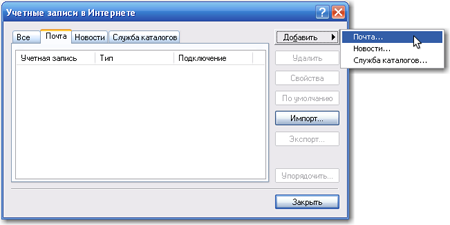 Учетные записи в Интернете
Все Почта Новости Служба каталогов
Учетная запись Тип Подключение
Добавить
Почта...
Новости...
Служба каталогов...
Удалить
Свойства
По умолчанию
Импорт...
Экспорт...
Упорядочить...
Закрыть